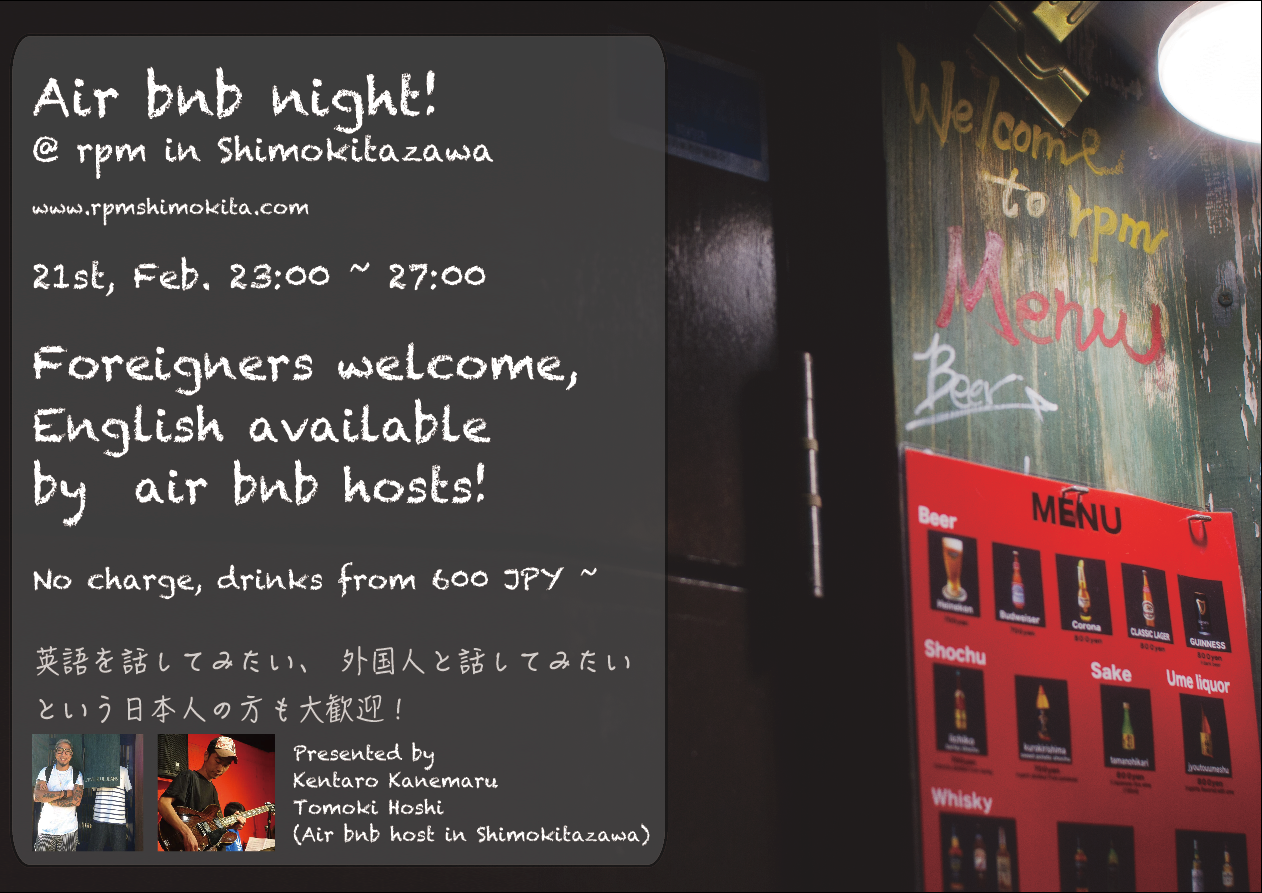 Air bnb night!
@ rpm in Shimokitazawa
www.rpmshimokita.com
21st, Feb. 23:00 ~ 27:00
Foreigners welcome,
English available
by air bnb hosts!
No charge, drinks from 600 JPY ~
英語を話してみたい、 外国人と話してみたい
という日本人の方も大歓迎！
Presented by
Kentaro Kanemaru
Tomoki Hoshi
(Air bnb host in Shimokitazawa)
Welcome
to rpm
Menu
Beer
MENU
Beer
Heineken
Budweiser
Corona
CLASSIC LAGER
GUINNESS
Shochu
Sake
Ume liquor
iichiko
kurokirishima
tamanohikari
jyoutouumeshu
Whisky